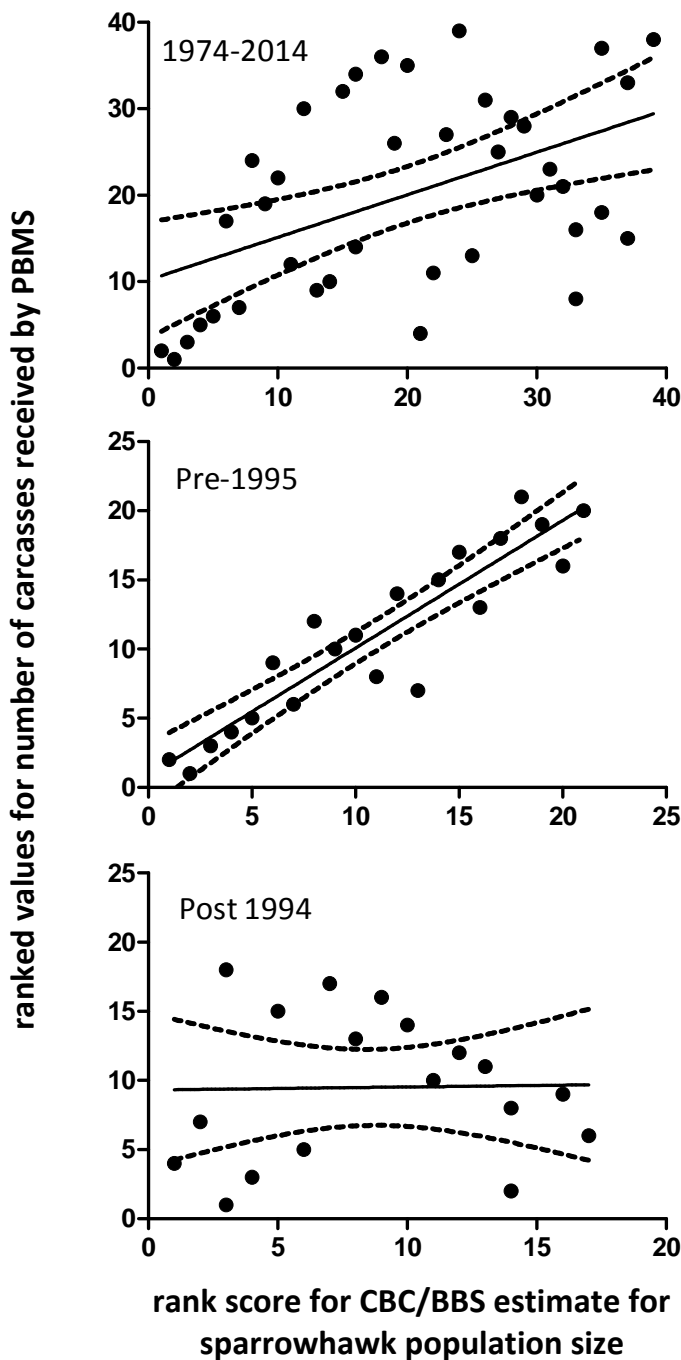 ranked values for number of carcasses received by PBMS
1974-2014
40
30
20
10
0
0 10 20 30 40
Pre-1995
25
20
15
10
5
0
0 5 10 15 20 25
Post 1994
25
20
15
10
5
0
0 5 10 15 20
rank score for CBC/BBS estimate for
sparrowhawk population size